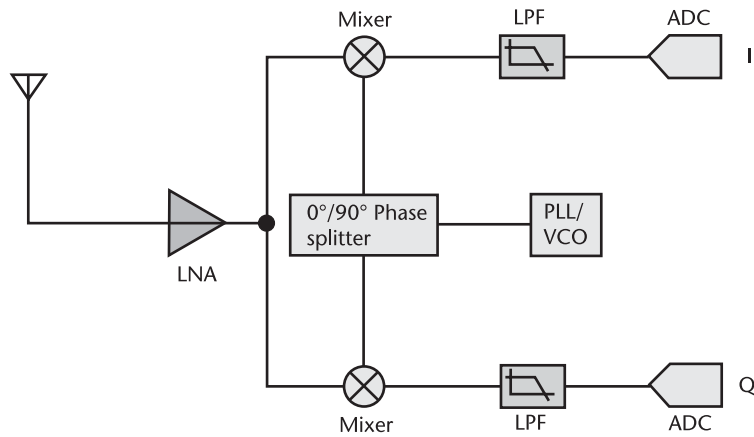 Mixer
LPF
ADC
I
0°/90° Phase
splitter
PLL/
VCO
LNA
Mixer
LPF
ADC
Q